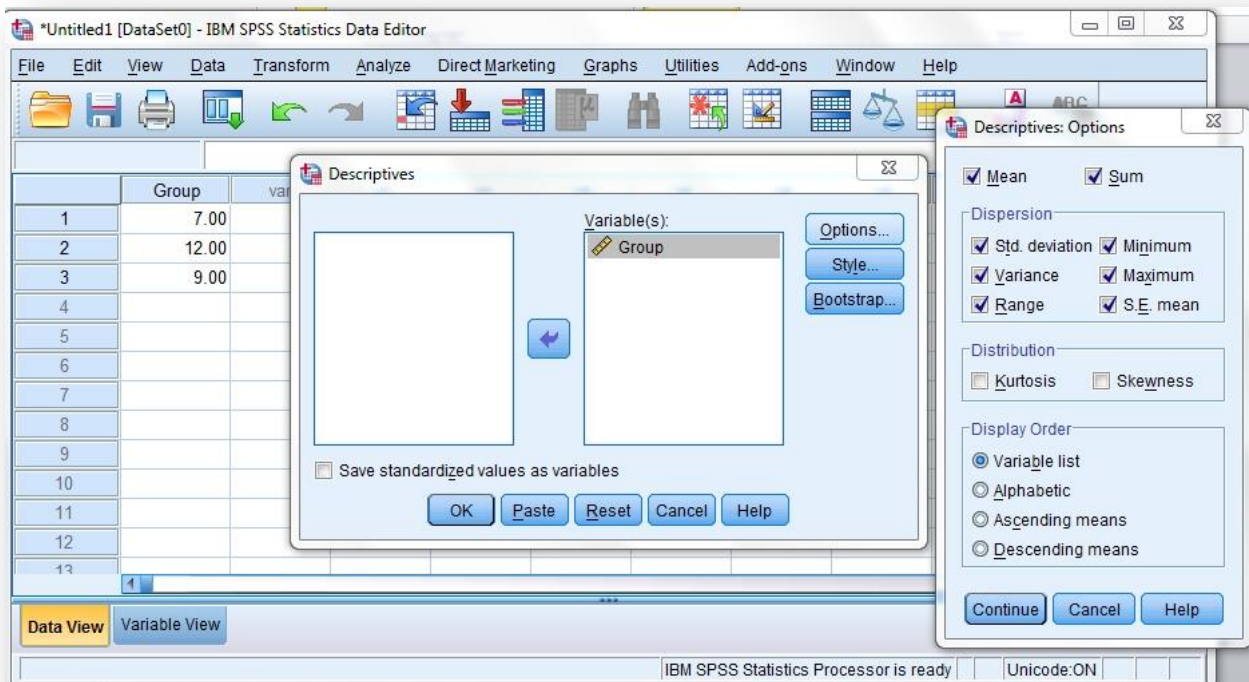 *Untitled1 [DataSet0] - IBM SPSS Statistics Data Editor
File Edit View Data Transform Analyze Direct Marketing Graphs Utilities Add-ons Window Help
A ABC
Group var
1 7.00
2 12.00
3 9.00
4
5
6
7
8
9
10
11
12
13
Descriptives
Variable(s):
Group
Options...
Style...
Bootstrap...
Save standardized values as variables
OK Paste Reset Cancel Help
Descriptives: Options
Mean Sum
Dispersion
Std. deviation Minimum
Variance Maximum
Range S.E. mean
Distribution
Kurtosis Skewness
Display Order
Variable list
Alphabetic
Ascending means
Descending means
Continue Cancel Help
Data View Variable View
IBM SPSS Statistics Processor is ready Unicode:ON